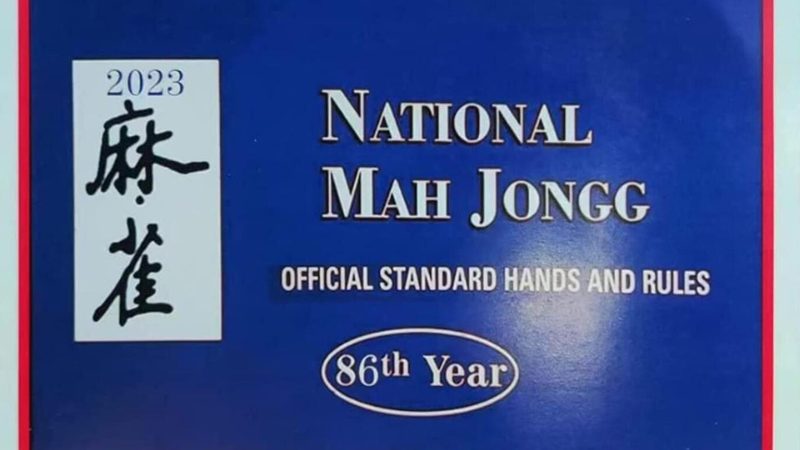 2023
麻
雀
NATIONAL
MAH JONGG
OFFICIAL STANDARD HANDS AND RULES
86th Year